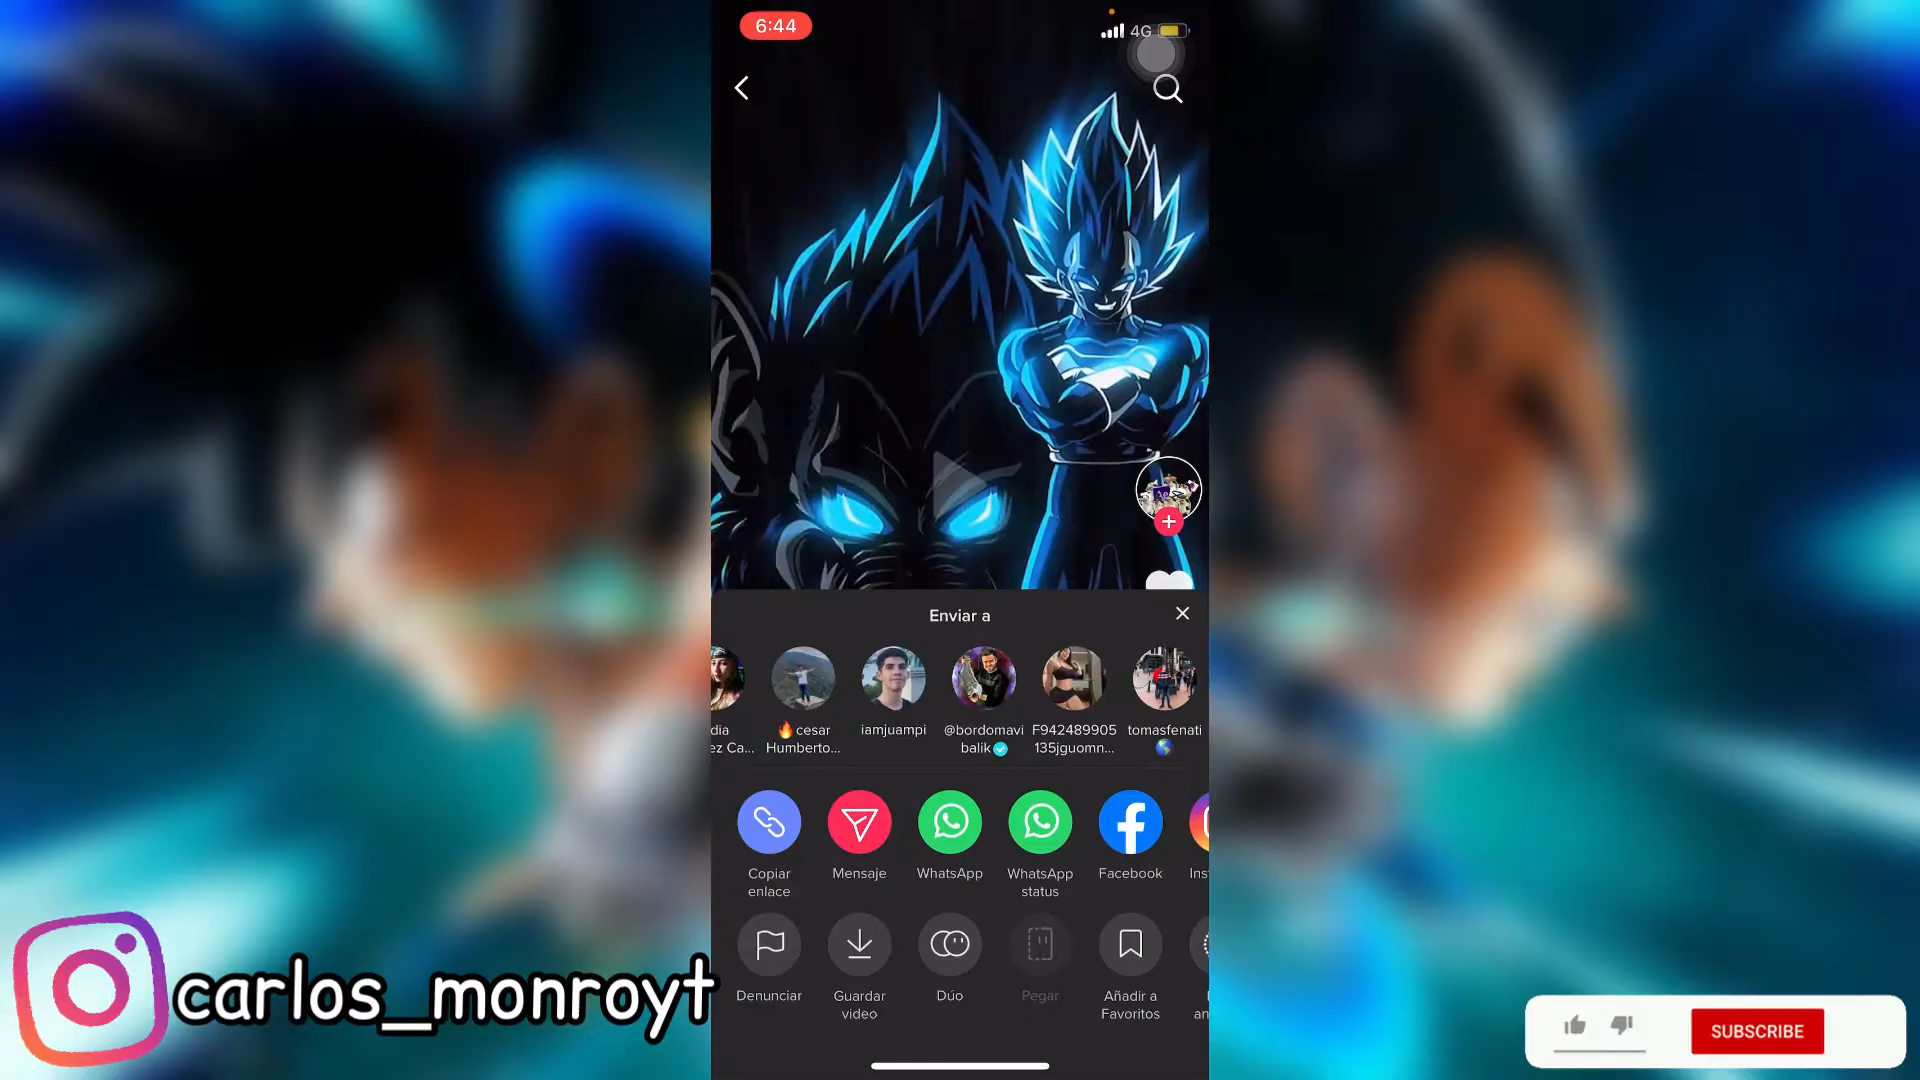 6:44
4G
Enviar a
dia
ez Ca...
🔥cesar
Humberto...
iamjuampi
@bordomavi
balik
F942489905
135jguomn...
tomasfenati
🌎
Copiar
enlace
Mensaje
WhatsApp
WhatsApp
status
Facebook
Ins
Denunciar
Guardar
video
Dúo
Pegar
Añadir a
Favoritos
an
carlos_monroyt
SUBSCRIBE